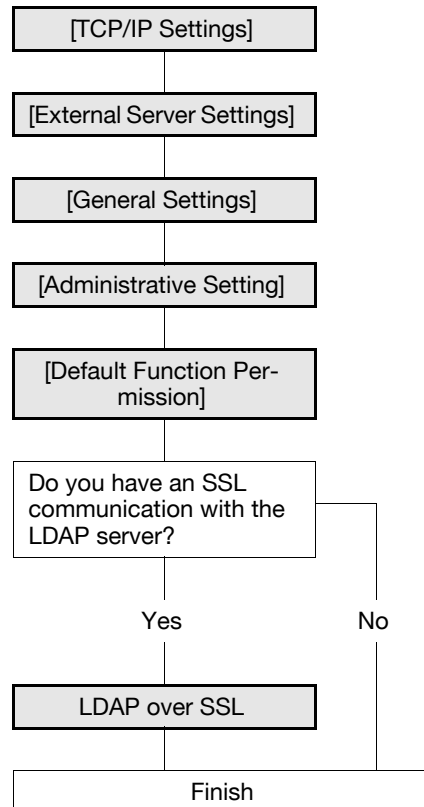 [TCP/IP Settings]
[External Server Settings]
[General Settings]
[Administrative Setting]
[Default Function Per-
mission]
Do you have an SSL
communication with the
LDAP server?
Yes
No
LDAP over SSL
Finish